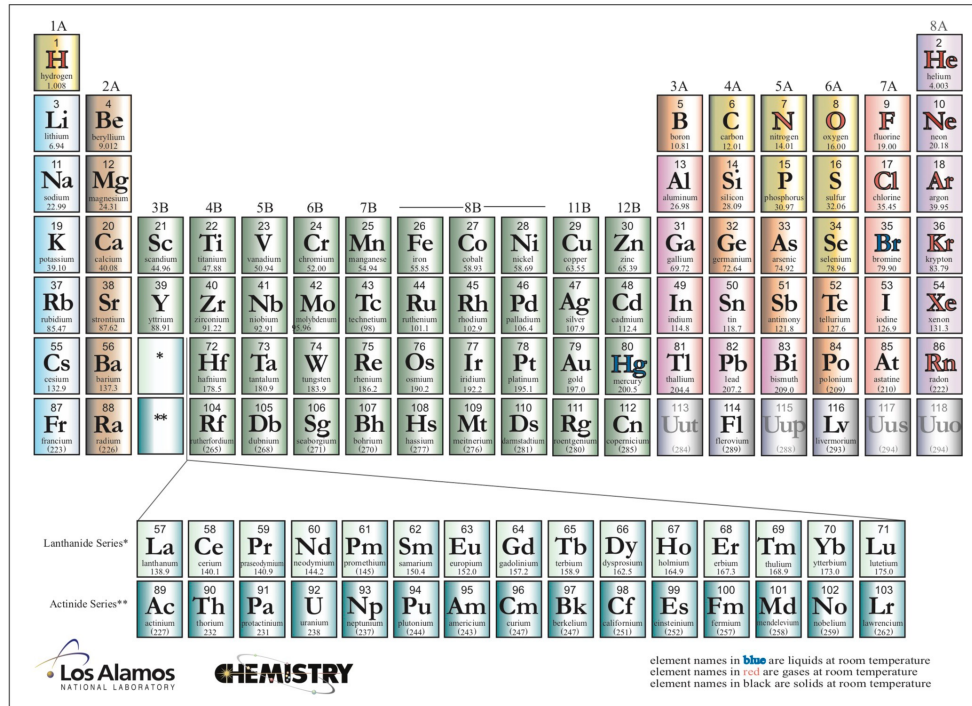 1A 8A
1 2
H He
hydrogen helium
1.008 4.003
2A 3A 4A 5A 6A 7A
3 4 5 6 7 8 9 10
Li Be B C N O F Ne
lithium beryllium boron carbon nitrogen oxygen fluorine neon
6.94 9.012 10.81 12.01 14.01 16.00 19.00 20.18
11 12 13 14 15 16 17 18
Na Mg Al Si P S Cl Ar
sodium magnesium aluminum silicon phosphorus sulfur chlorine argon
22.99 24.31 26.98 28.09 30.97 32.06 35.45 39.95
3B 4B 5B 6B 7B 8B 11B 12B
19 20 21 22 23 24 25 26 27 28 29 30 31 32 33 34 35 36
K Ca Sc Ti V Cr Mn Fe Co Ni Cu Zn Ga Ge As Se Br Kr
potassium calcium scandium titanium vanadium chromium manganese iron cobalt nickel copper zinc gallium germanium arsenic selenium bromine krypton
39.10 40.08 44.96 47.88 50.94 52.00 54.94 55.85 58.93 58.69 63.55 65.39 69.72 72.64 74.92 78.96 79.90 83.79
37 38 39 40 41 42 43 44 45 46 47 48 49 50 51 52 53 54
Rb Sr Y Zr Nb Mo Tc Ru Rh Pd Ag Cd In Sn Sb Te I Xe
rubidium strontium yttrium zirconium niobium molybdenum technetium ruthenium rhodium palladium silver cadmium indium tin antimony tellurium iodine xenon
85.47 87.62 88.91 91.22 92.91 95.96 (98) 101.1 102.9 106.4 107.9 112.4 114.8 118.7 121.8 127.6 126.9 131.3
55 56 72 73 74 75 76 77 78 79 80 81 82 83 84 85 86
Cs Ba * Hf Ta W Re Os Ir Pt Au Hg Tl Pb Bi Po At Rn
cesium barium hafnium tantalum tungsten rhenium osmium iridium platinum gold mercury thallium lead bismuth polonium astatine radon
132.9 137.3 178.5 180.9 183.9 186.2 190.2 192.2 195.1 197.0 200.5 204.4 207.2 209.0 (209) (210) (222)
87 88 104 105 106 107 108 109 110 111 112 113 114 115 116 117 118
Fr Ra ** Rf Db Sg Bh Hs Mt Ds Rg Cn Uut Fl Uup Lv Uus Uuo
francium radium rutherfordium dubnium seaborgium bohrium hassium meitnerium darmstadtium roentgenium copernicium flerovium livermorium
(223) (226) (265) (268) (271) (270) (277) (276) (281) (280) (285) (284) (289) (288) (293) (294) (294)
57 58 59 60 61 62 63 64 65 66 67 68 69 70 71
Lanthanide Series* La Ce Pr Nd Pm Sm Eu Gd Tb Dy Ho Er Tm Yb Lu
lanthanum cerium praseodymium neodymium promethium samarium europium gadolinium terbium dysprosium holmium erbium thulium ytterbium lutetium
138.9 140.1 140.9 144.2 (145) 150.4 152.0 157.2 158.9 162.5 164.9 167.3 168.9 173.0 175.0
89 90 91 92 93 94 95 96 97 98 99 100 101 102 103
Actinide Series** Ac Th Pa U Np Pu Am Cm Bk Cf Es Fm Md No Lr
actinium thorium protactinium uranium neptunium plutonium americium curium berkelium californium einsteinium fermium mendelevium nobelium lawrencium
(227) 232 231 238 (237) (244) (243) (247) (247) (251) (252) (257) (258) (259) (262)
Los Alamos
NATIONAL LABORATORY
CHEMISTRY
element names in blue are liquids at room temperature
element names in red are gases at room temperature
element names in black are solids at room temperature